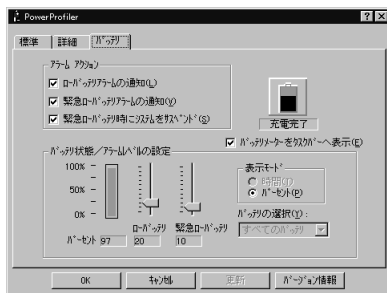 PowerProfiler
標準 詳細 ﾊﾞｯﾃﾘ
ｱﾗｰﾑ ｱｸｼｮﾝ
ﾛｰﾊﾞｯﾃﾘｱﾗｰﾑの通知(L)
緊急ﾛｰﾊﾞｯﾃﾘｱﾗｰﾑの通知(V)
緊急ﾛｰﾊﾞｯﾃﾘ時にｼｽﾃﾑをｻｽﾍﾟﾝﾄﾞ(S)
充電完了
ﾊﾞｯﾃﾘﾒｰﾀｰをﾀｽｸﾊﾞｰへ表示(E)
ﾊﾞｯﾃﾘ状態／ｱﾗｰﾑﾚﾍﾞﾙの設定
100%
50%
0%
ﾛｰﾊﾞｯﾃﾘ 緊急ﾛｰﾊﾞｯﾃﾘ
ﾊﾟｰｾﾝﾄ 97 20 10
表示ﾓｰﾄﾞ
時間(T)
ﾊﾟｰｾﾝﾄ(P)
ﾊﾞｯﾃﾘの選択(Y):
すべてのﾊﾞｯﾃﾘ
OK ｷｬﾝｾﾙ 更新 ﾊﾞｰｼﾞｮﾝ情報